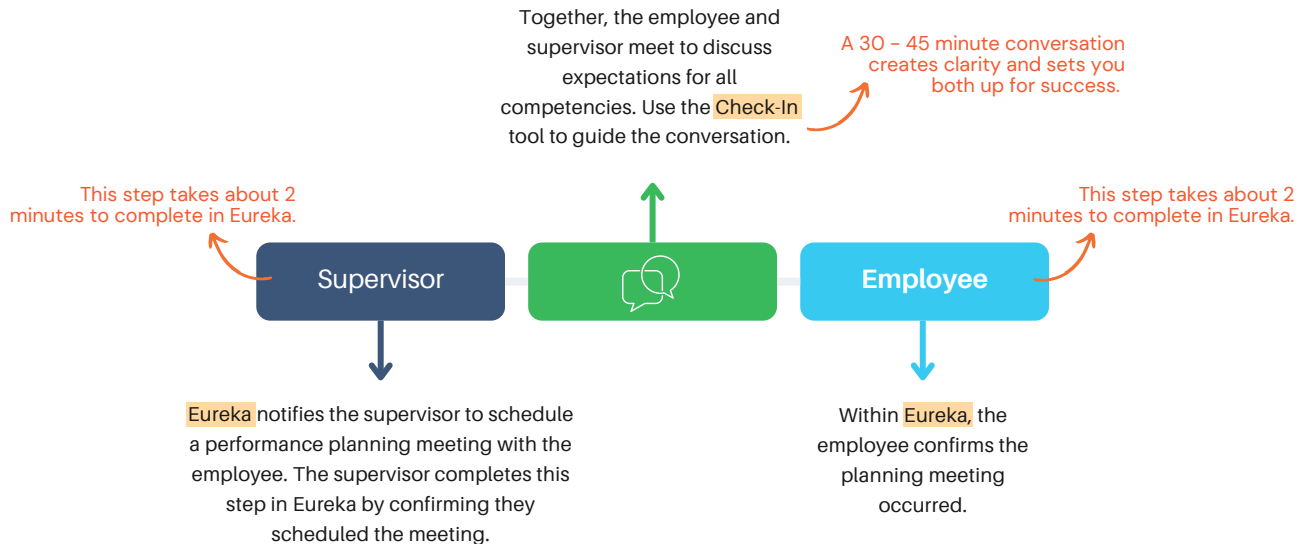 Together, the employee and
supervisor meet to discuss
expectations for all
competencies. Use the Check-In
tool to guide the conversation.
A 30 – 45 minute conversation
creates clarity and sets you
both up for success.
This step takes about 2
minutes to complete in Eureka.
This step takes about 2
minutes to complete in Eureka.
Supervisor
Employee
Eureka notifies the supervisor to schedule
a performance planning meeting with the
employee. The supervisor completes this
step in Eureka by confirming they
scheduled the meeting.
Within Eureka, the
employee confirms the
planning meeting
occurred.